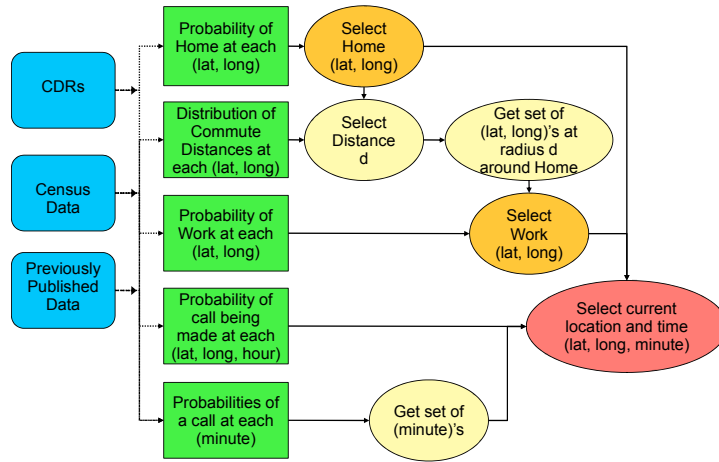 CDRs
Census
Data
Previously
Published
Data
Probability of
Home at each
(lat, long)
Distribution of
Commute
Distances at
each (lat, long)
Probability of
Work at each
(lat, long)
Probability of
call being
made at each
(lat, long, hour)
Probabilities of
a call at each
(minute)
Select
Home
(lat, long)
Select
Distance
d
Get set of
(lat, long)'s at
radius d
around Home
Select
Work
(lat, long)
Get set of
(minute)'s
Select current
location and time
(lat, long, minute)